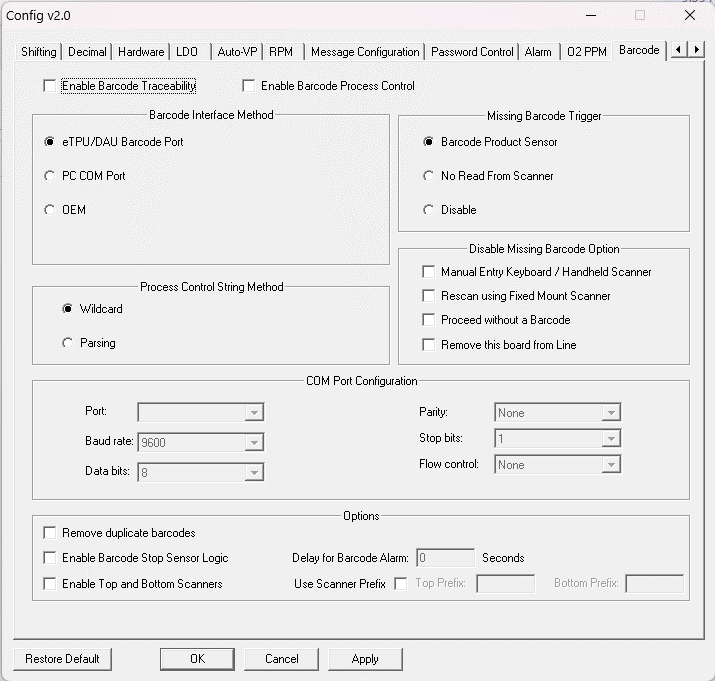 Config v2.0
Shifting Decimal Hardware LDO Auto-VP RPM Message Configuration Password Control Alarm O2 PPM Barcode
Enable Barcode Traceability Enable Barcode Process Control
Barcode Interface Method
eTPU/DAU Barcode Port
PC COM Port
OEM
Missing Barcode Trigger
Barcode Product Sensor
No Read From Scanner
Disable
Disable Missing Barcode Option
Manual Entry Keyboard / Handheld Scanner
Rescan using Fixed Mount Scanner
Proceed without a Barcode
Remove this board from Line
Process Control String Method
Wildcard
Parsing
COM Port Configuration
Port:
Baud rate: 9600
Data bits: 8
Parity: None
Stop bits: 1
Flow control: None
Options
Remove duplicate barcodes
Enable Barcode Stop Sensor Logic Delay for Barcode Alarm: 0 Seconds
Enable Top and Bottom Scanners Use Scanner Prefix Top Prefix: Bottom Prefix:
Restore Default OK Cancel Apply